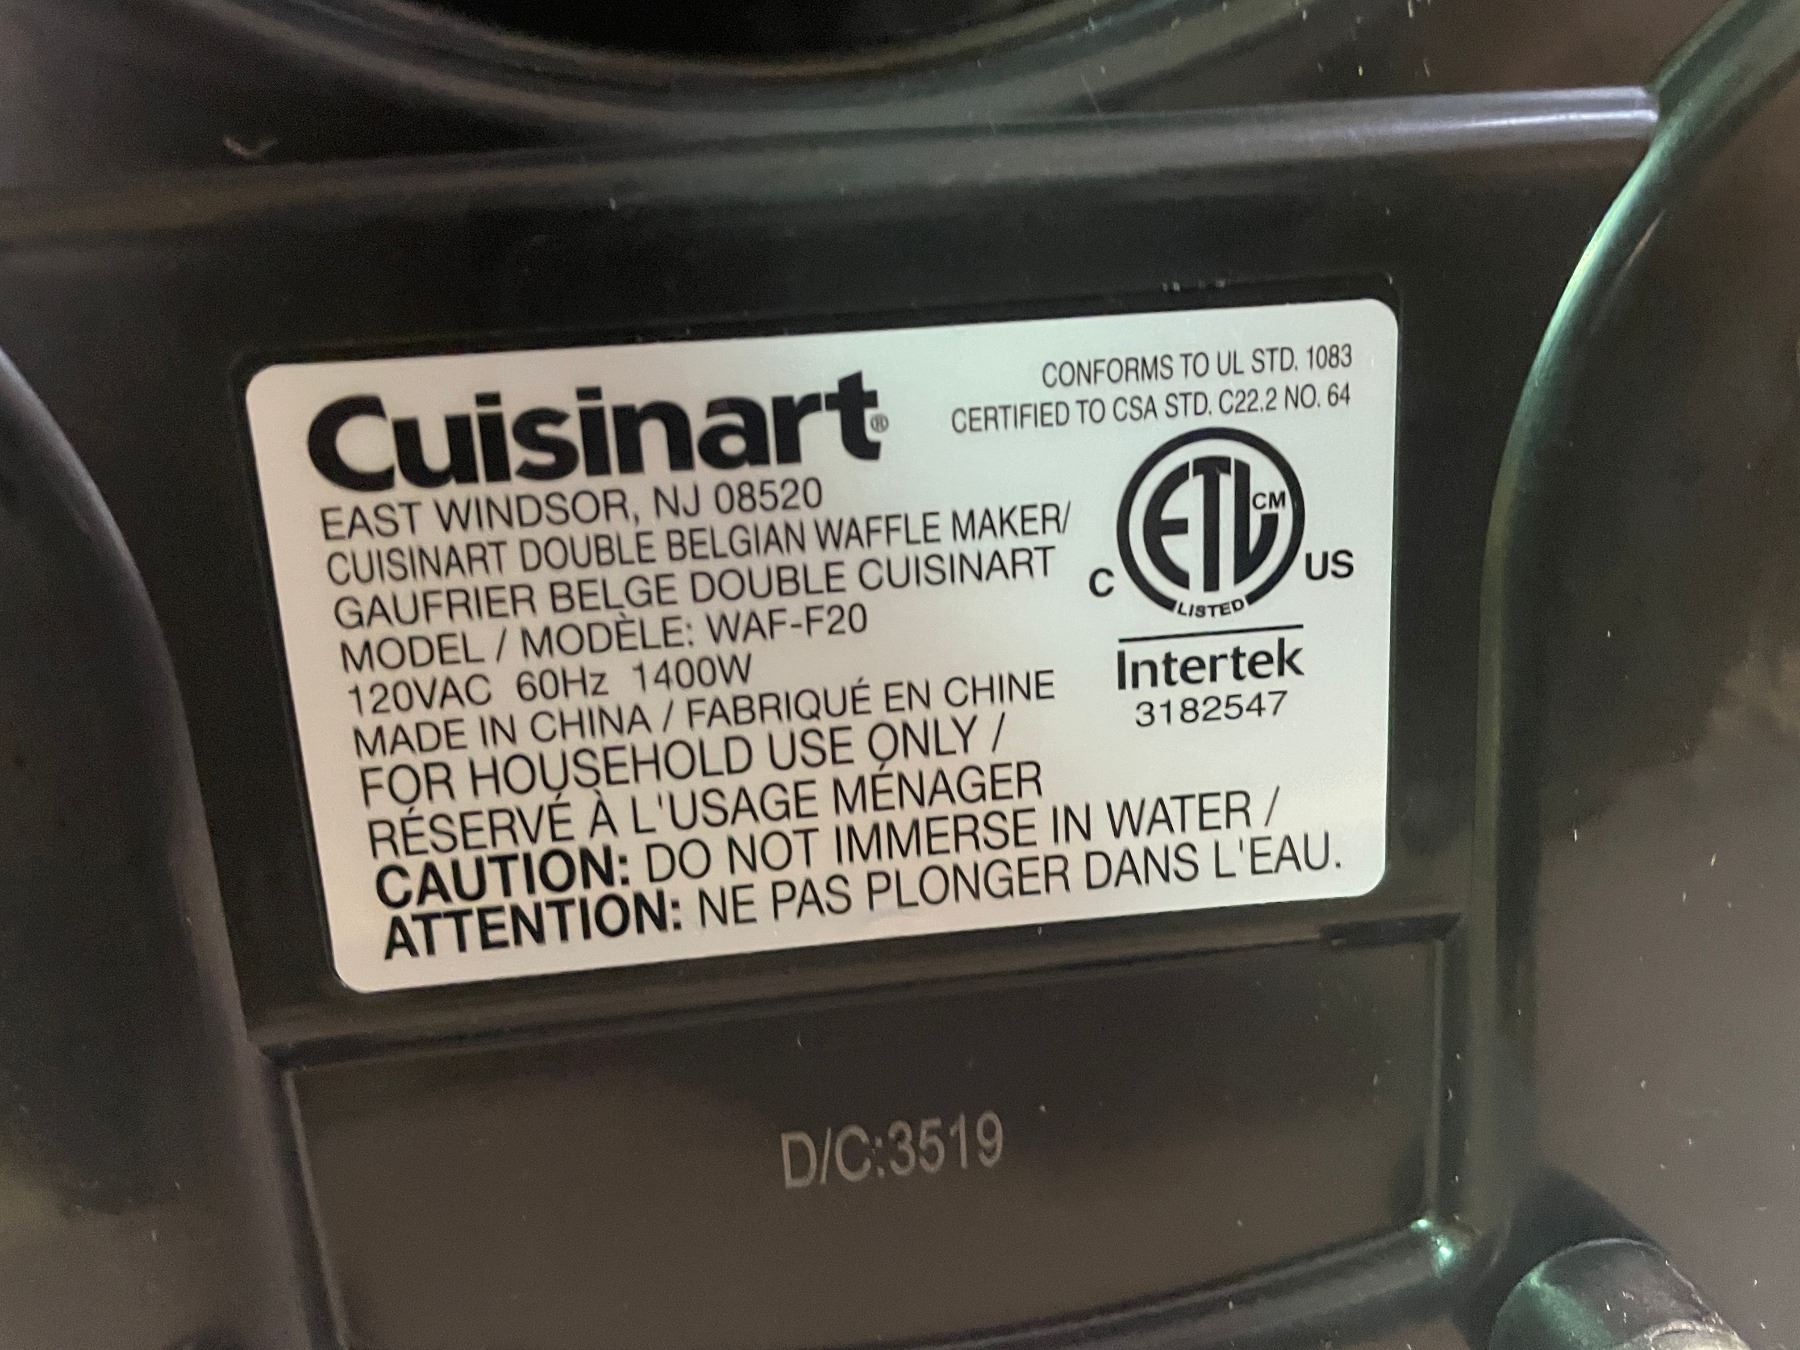 Cuisinart®
EAST WINDSOR, NJ 08520
CUISINART DOUBLE BELGIAN WAFFLE MAKER/
GAUFRIER BELGE DOUBLE CUISINART
MODEL / MODÈLE: WAF-F20
120VAC 60Hz 1400W
MADE IN CHINA / FABRIQUÉ EN CHINE
FOR HOUSEHOLD USE ONLY /
RÉSERVÉ À L'USAGE MÉNAGER
CAUTION: DO NOT IMMERSE IN WATER /
ATTENTION: NE PAS PLONGER DANS L'EAU.
CONFORMS TO UL STD. 1083
CERTIFIED TO CSA STD. C22.2 NO. 64
ETL CM
C US
LISTED
Intertek
3182547
D/C:3519